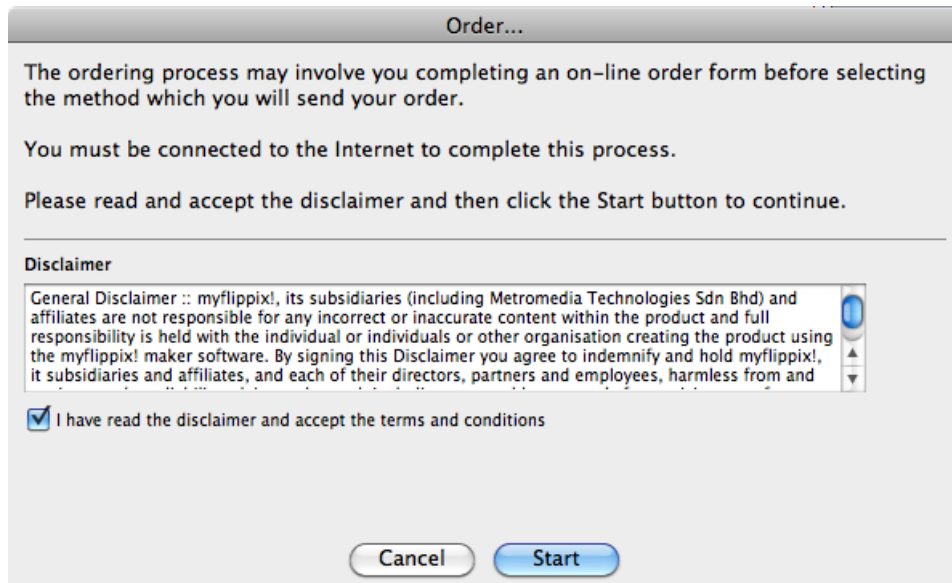 Order...
The ordering process may involve you completing an on-line order form before selecting
the method which you will send your order.
You must be connected to the Internet to complete this process.
Please read and accept the disclaimer and then click the Start button to continue.
Disclaimer
General Disclaimer :: myflippix!, its subsidiaries (including Metromedia Technologies Sdn Bhd) and
affiliates are not responsible for any incorrect or inaccurate content within the product and full
responsibility is held with the individual or individuals or other organisation creating the product using
the myflippix! maker software. By signing this Disclaimer you agree to indemnify and hold myflippix!,
it subsidiaries and affiliates, and each of their directors, partners and employees, harmless from and
I have read the disclaimer and accept the terms and conditions
Cancel
Start